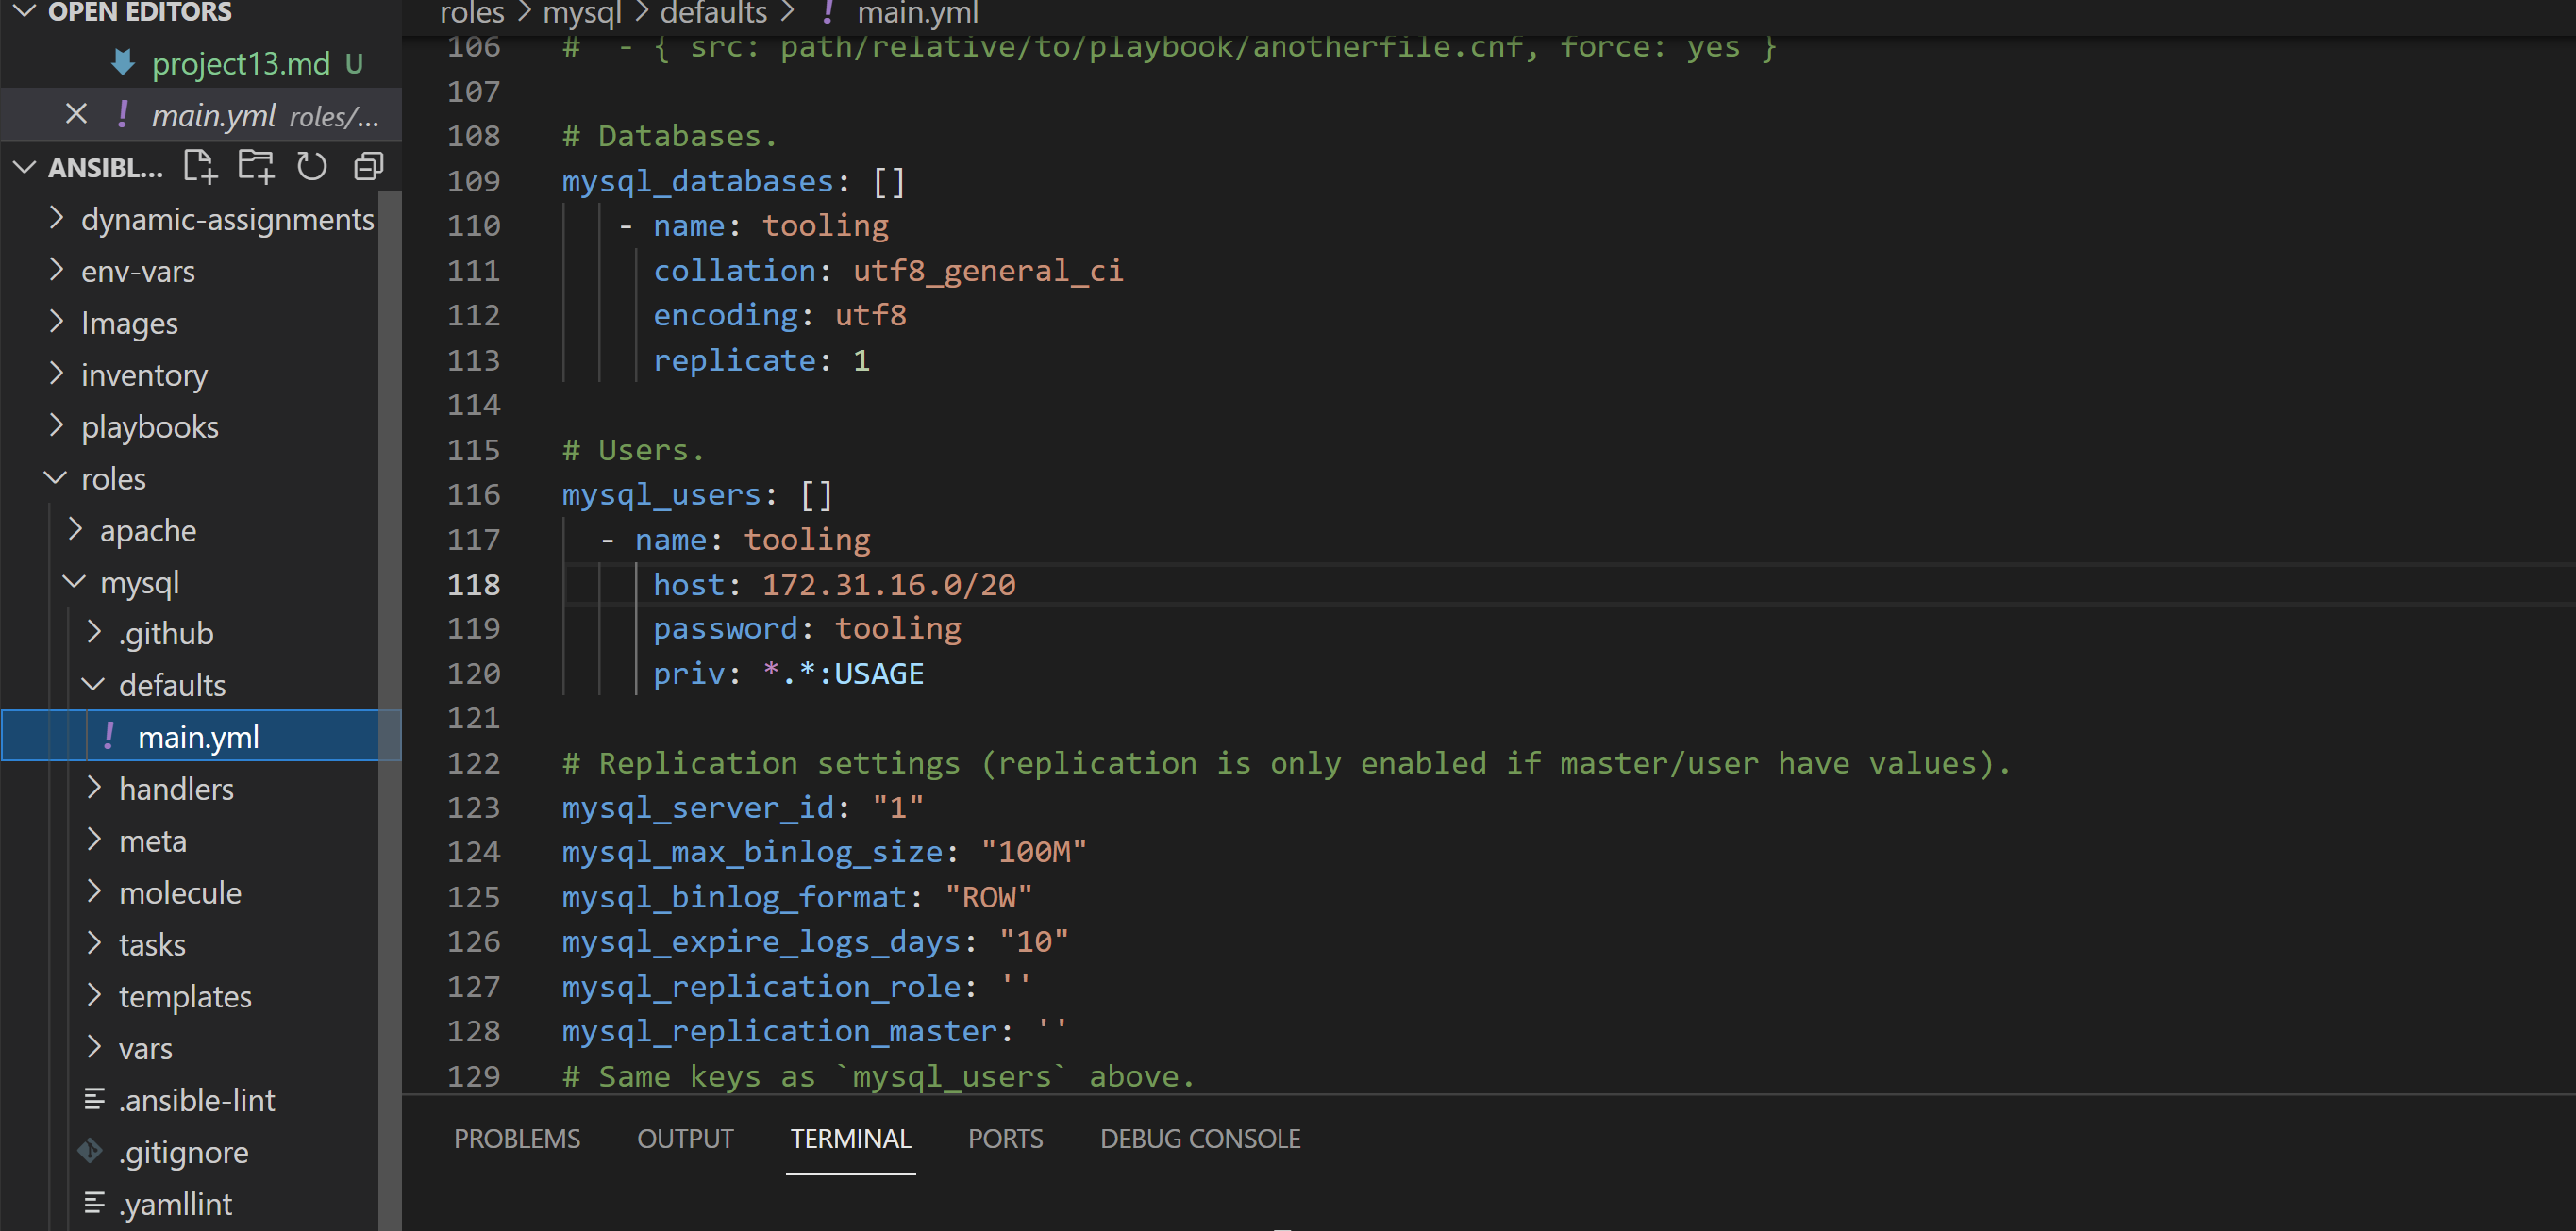 OPEN EDITORS
project13.md U
main.yml roles/...
ANSIBL...
dynamic-assignments
env-vars
Images
inventory
playbooks
roles
apache
mysql
.github
defaults
main.yml
handlers
meta
molecule
tasks
templates
vars
.ansible-lint
.gitignore
.yamllint
roles > mysql > defaults > ! main.yml
106 #  - { src: path/relative/to/playbook/anotherfile.cnf, force: yes }
107
108 # Databases.
109 mysql_databases: []
110    - name: tooling
111      collation: utf8_general_ci
112      encoding: utf8
113      replicate: 1
114
115 # Users.
116 mysql_users: []
117   - name: tooling
118      host: 172.31.16.0/20
119      password: tooling
120      priv: *.*:USAGE
121
122 # Replication settings (replication is only enabled if master/user have values).
123 mysql_server_id: "1"
124 mysql_max_binlog_size: "100M"
125 mysql_binlog_format: "ROW"
126 mysql_expire_logs_days: "10"
127 mysql_replication_role: ''
128 mysql_replication_master: ''
129 # Same keys as `mysql_users` above.
PROBLEMS OUTPUT TERMINAL PORTS DEBUG CONSOLE